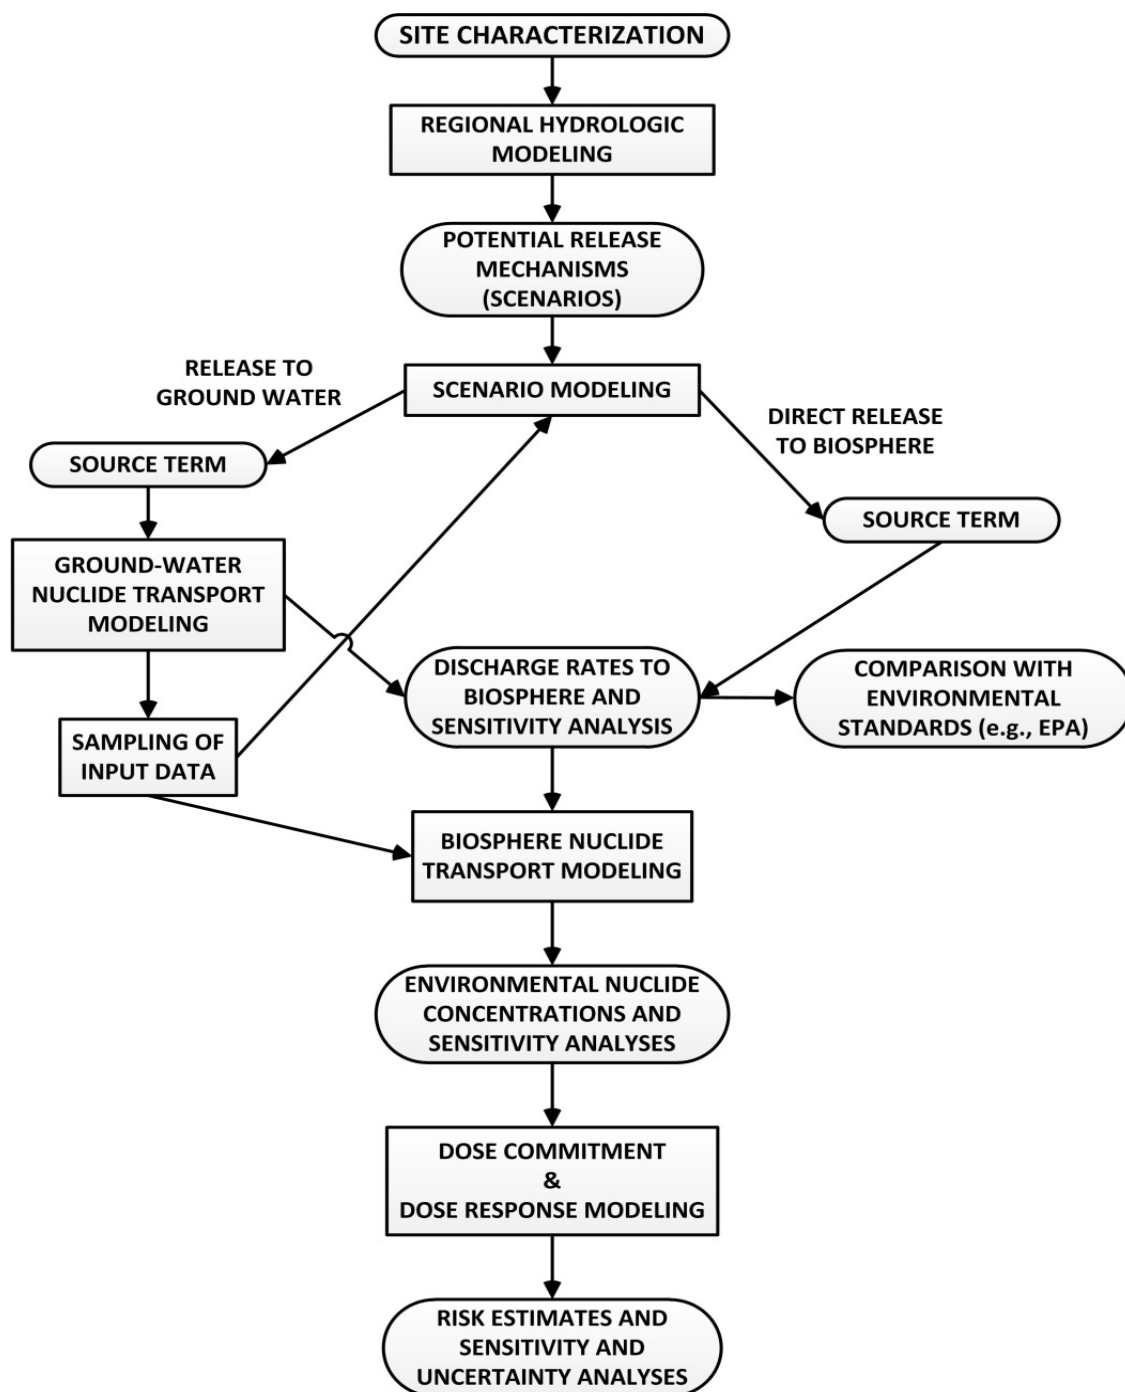 SITE CHARACTERIZATION
REGIONAL HYDROLOGIC
MODELING
POTENTIAL RELEASE
MECHANISMS
(SCENARIOS)
SCENARIO MODELING
RELEASE TO
GROUND WATER
DIRECT RELEASE
TO BIOSPHERE
SOURCE TERM
SOURCE TERM
GROUND-WATER
NUCLIDE TRANSPORT
MODELING
DISCHARGE RATES TO
BIOSPHERE AND
SENSITIVITY ANALYSIS
COMPARISON WITH
ENVIRONMENTAL
STANDARDS (e.g., EPA)
SAMPLING OF
INPUT DATA
BIOSPHERE NUCLIDE
TRANSPORT MODELING
ENVIRONMENTAL NUCLIDE
CONCENTRATIONS AND
SENSITIVITY ANALYSES
DOSE COMMITMENT
&
DOSE RESPONSE MODELING
RISK ESTIMATES AND
SENSITIVITY AND
UNCERTAINTY ANALYSES